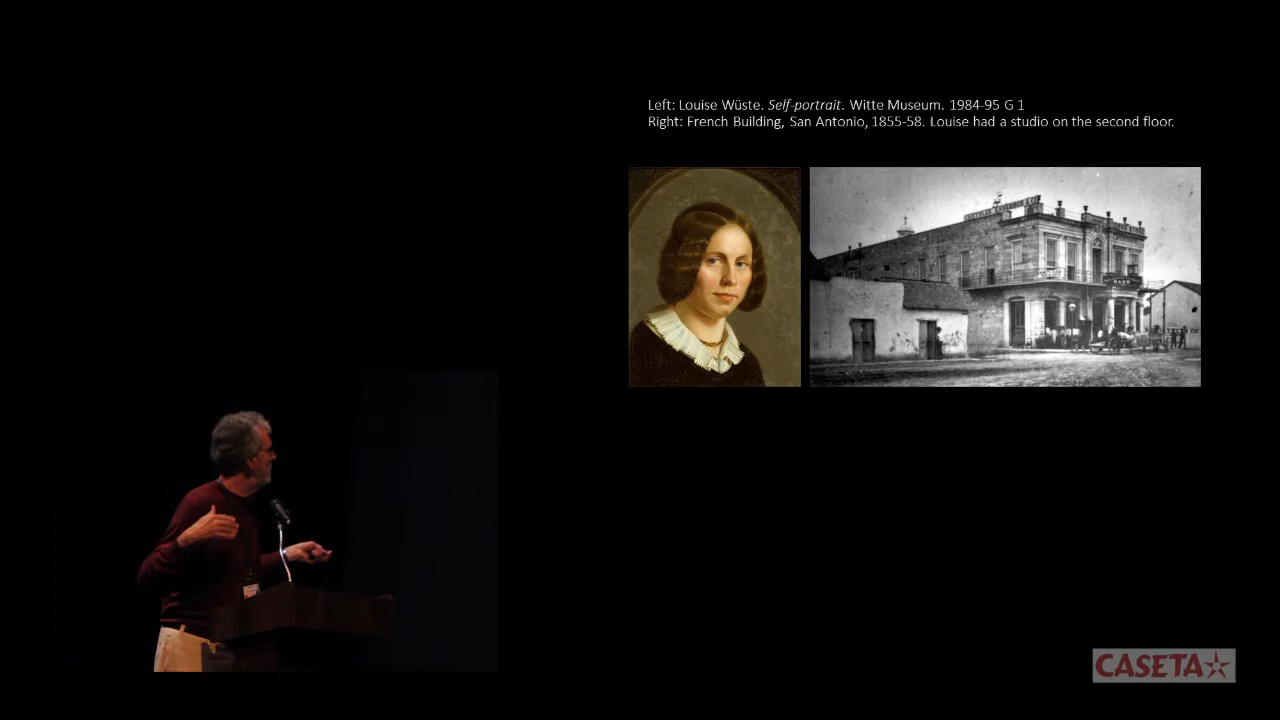 Left: Louise Wüste. Self-portrait. Witte Museum. 1984-95 G 1
Right: French Building, San Antonio, 1855-58. Louise had a studio on the second floor.
BANK
CASETA